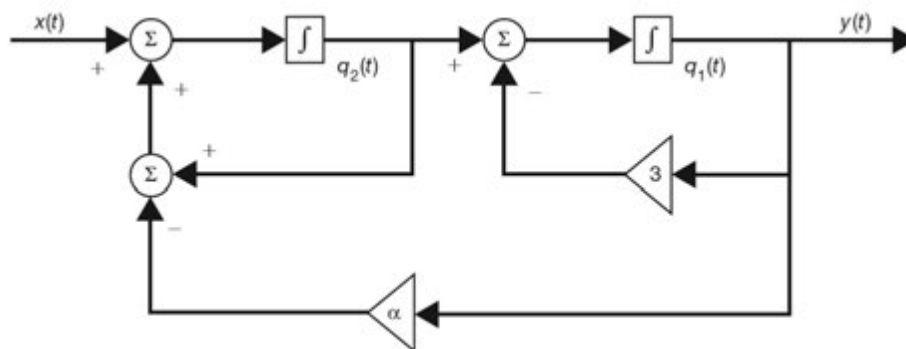 x(t) Σ ∫ Σ ∫ y(t)
+ q₂(t) + q₁(t)
+ −
+ 3
Σ
−
α